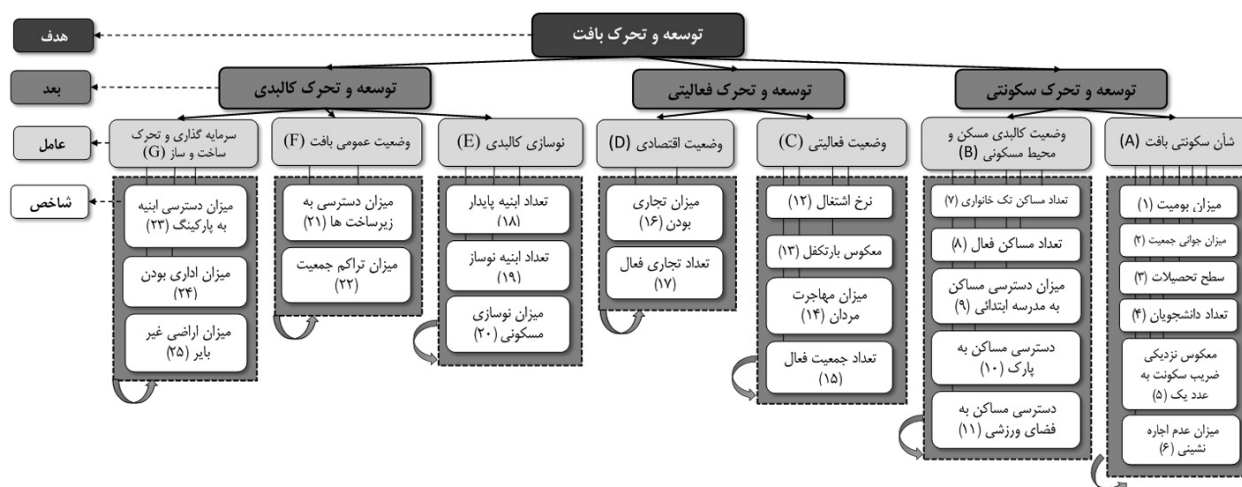 توسعه و تحرک بافت
هدف
توسعه و تحرک سکونتی
توسعه و تحرک فعالیتی
توسعه و تحرک کالبدی
بعد
شأن سکونتی بافت (A)
وضعیت کالبدی مسکن و
محیط مسکونی (B)
وضعیت فعالیتی (C)
وضعیت اقتصادی (D)
نوسازی کالبدی (E)
وضعیت عمومی بافت (F)
سرمایه گذاری و تحرک
ساخت و ساز (G)
عامل
میزان بومیت (۱)
میزان جوانی جمعیت (۲)
سطح تحصیلات (۳)
تعداد دانشجویان (۴)
معکوس نزدیکی
ضریب سکونت به
عدد یک (۵)
میزان عدم اجاره
نشینی (۶)
تعداد مساکن تک خانواری (۷)
تعداد مساکن فعال (۸)
میزان دسترسی مساکن
به مدرسه ابتدائی (۹)
دسترسی مساکن به
پارک (۱۰)
دسترسی مساکن به
فضای ورزشی (۱۱)
نرخ اشتغال (۱۲)
معکوس بارتکفل (۱۳)
میزان مهاجرت
مردان (۱۴)
تعداد جمعیت فعال
(۱۵)
میزان تجاری
بودن (۱۶)
تعداد تجاری فعال
(۱۷)
تعداد ابنیه پایدار
(۱۸)
تعداد ابنیه نوساز
(۱۹)
میزان نوسازی
مسکونی (۲۰)
میزان دسترسی به
زیرساخت ها (۲۱)
میزان تراکم جمعیت
(۲۲)
میزان دسترسی ابنیه
به پارکینگ (۲۳)
میزان اداری بودن
(۲۴)
میزان اراضی غیر
بایر (۲۵)
شاخص